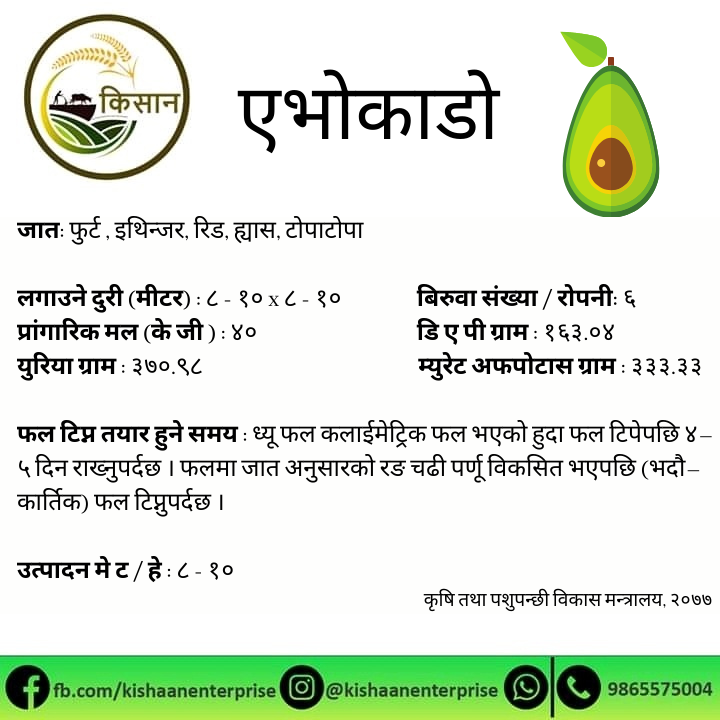 किसान
एभोकाडो
जातः फुर्ट , इथिन्जर, रिड, ह्यास, टोपाटोपा
लगाउने दुरी (मीटर) : ८ - १० x ८ - १०
बिरुवा संख्या / रोपनी: ६
प्रांगारिक मल (के जी ) : ४०
डि ए पी ग्राम : १६३.०४
युरिया ग्राम : ३७०.९८
म्युरेट अफपोटास ग्राम : ३३३.३३
फल टिप्न तयार हुने समय : ध्यू फल कलाईमेट्रिक फल भएको हुदा फल टिपेपछि ४–
५ दिन राख्नुपर्दछ । फलमा जात अनुसारको रङ चढी पर्णू विकसित भएपछि (भदौ–
कार्तिक) फल टिप्नुपर्दछ ।
उत्पादन मे ट / हे : ८ - १०
कृषि तथा पशुपन्छी विकास मन्त्रालय, २०७७
fb.com/kishaanenterprise @kishaanenterprise 9865575004